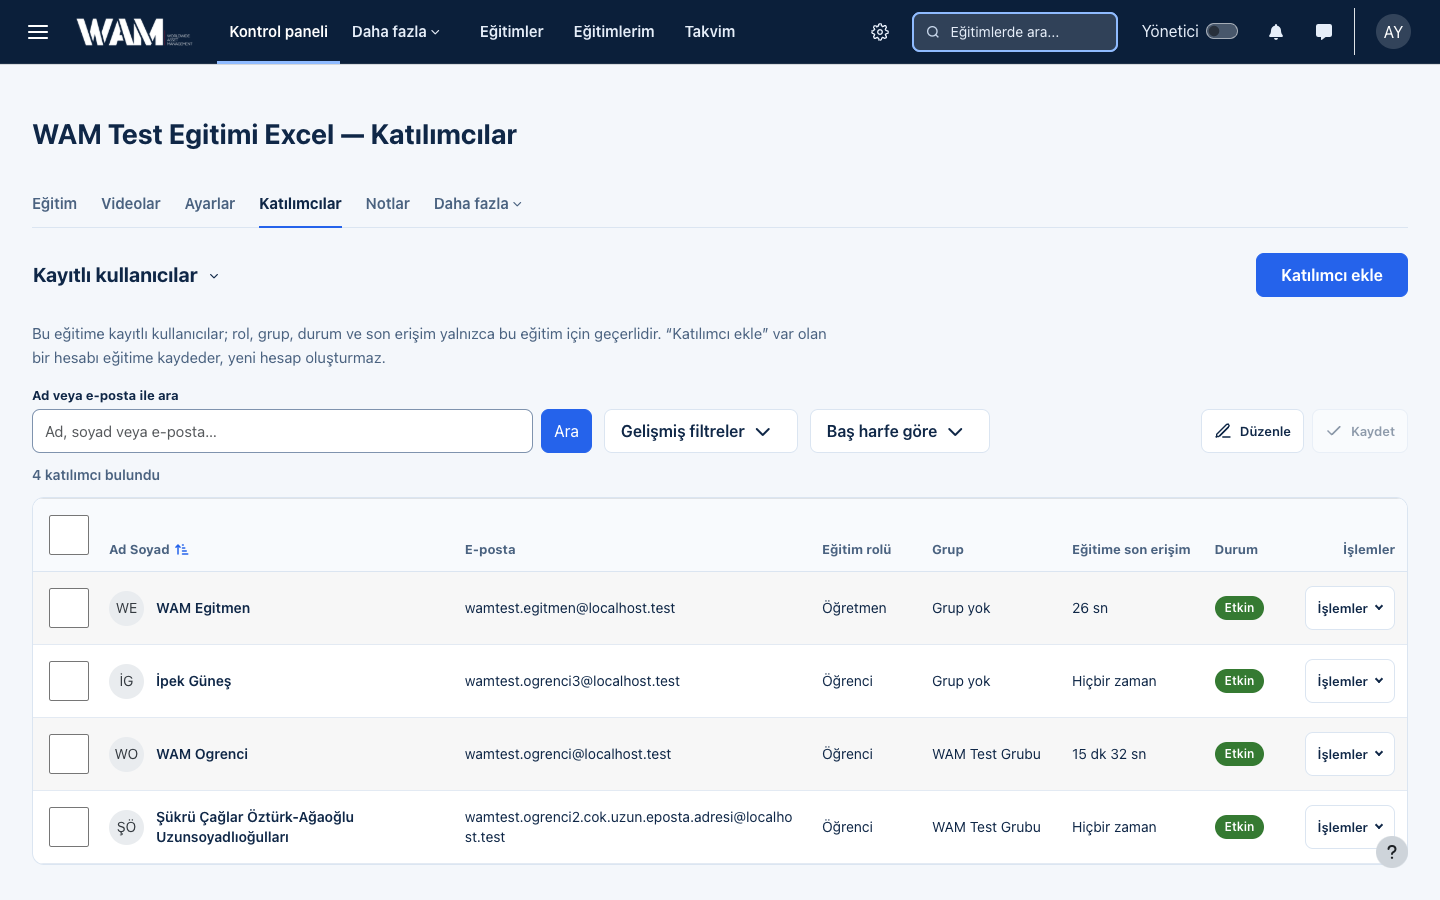 WAM WORLDWIDE ASSET MANAGEMENT
Kontrol paneli
Daha fazla
Eğitimler
Eğitimlerim
Takvim
Eğitimlerde ara...
Yönetici
AY
WAM Test Egitimi Excel — Katılımcılar
Eğitim
Videolar
Ayarlar
Katılımcılar
Notlar
Daha fazla
Kayıtlı kullanıcılar
Katılımcı ekle
Bu eğitime kayıtlı kullanıcılar; rol, grup, durum ve son erişim yalnızca bu eğitim için geçerlidir. “Katılımcı ekle” var olan
bir hesabı eğitime kaydeder, yeni hesap oluşturmaz.
Ad veya e-posta ile ara
Ad, soyad veya e-posta...
Ara
Gelişmiş filtreler
Baş harfe göre
Düzenle
Kaydet
4 katılımcı bulundu
Ad Soyad
E-posta
Eğitim rolü
Grup
Eğitime son erişim
Durum
İşlemler
WE
WAM Egitmen
wamtest.egitmen@localhost.test
Öğretmen
Grup yok
26 sn
Etkin
İşlemler
İG
İpek Güneş
wamtest.ogrenci3@localhost.test
Öğrenci
Grup yok
Hiçbir zaman
Etkin
İşlemler
WO
WAM Ogrenci
wamtest.ogrenci@localhost.test
Öğrenci
WAM Test Grubu
15 dk 32 sn
Etkin
İşlemler
ŞÖ
Şükrü Çağlar Öztürk-Ağaoğlu
Uzunsoyadlıoğulları
wamtest.ogrenci2.cok.uzun.eposta.adresi@localho
st.test
Öğrenci
WAM Test Grubu
Hiçbir zaman
Etkin
İşlemler
?